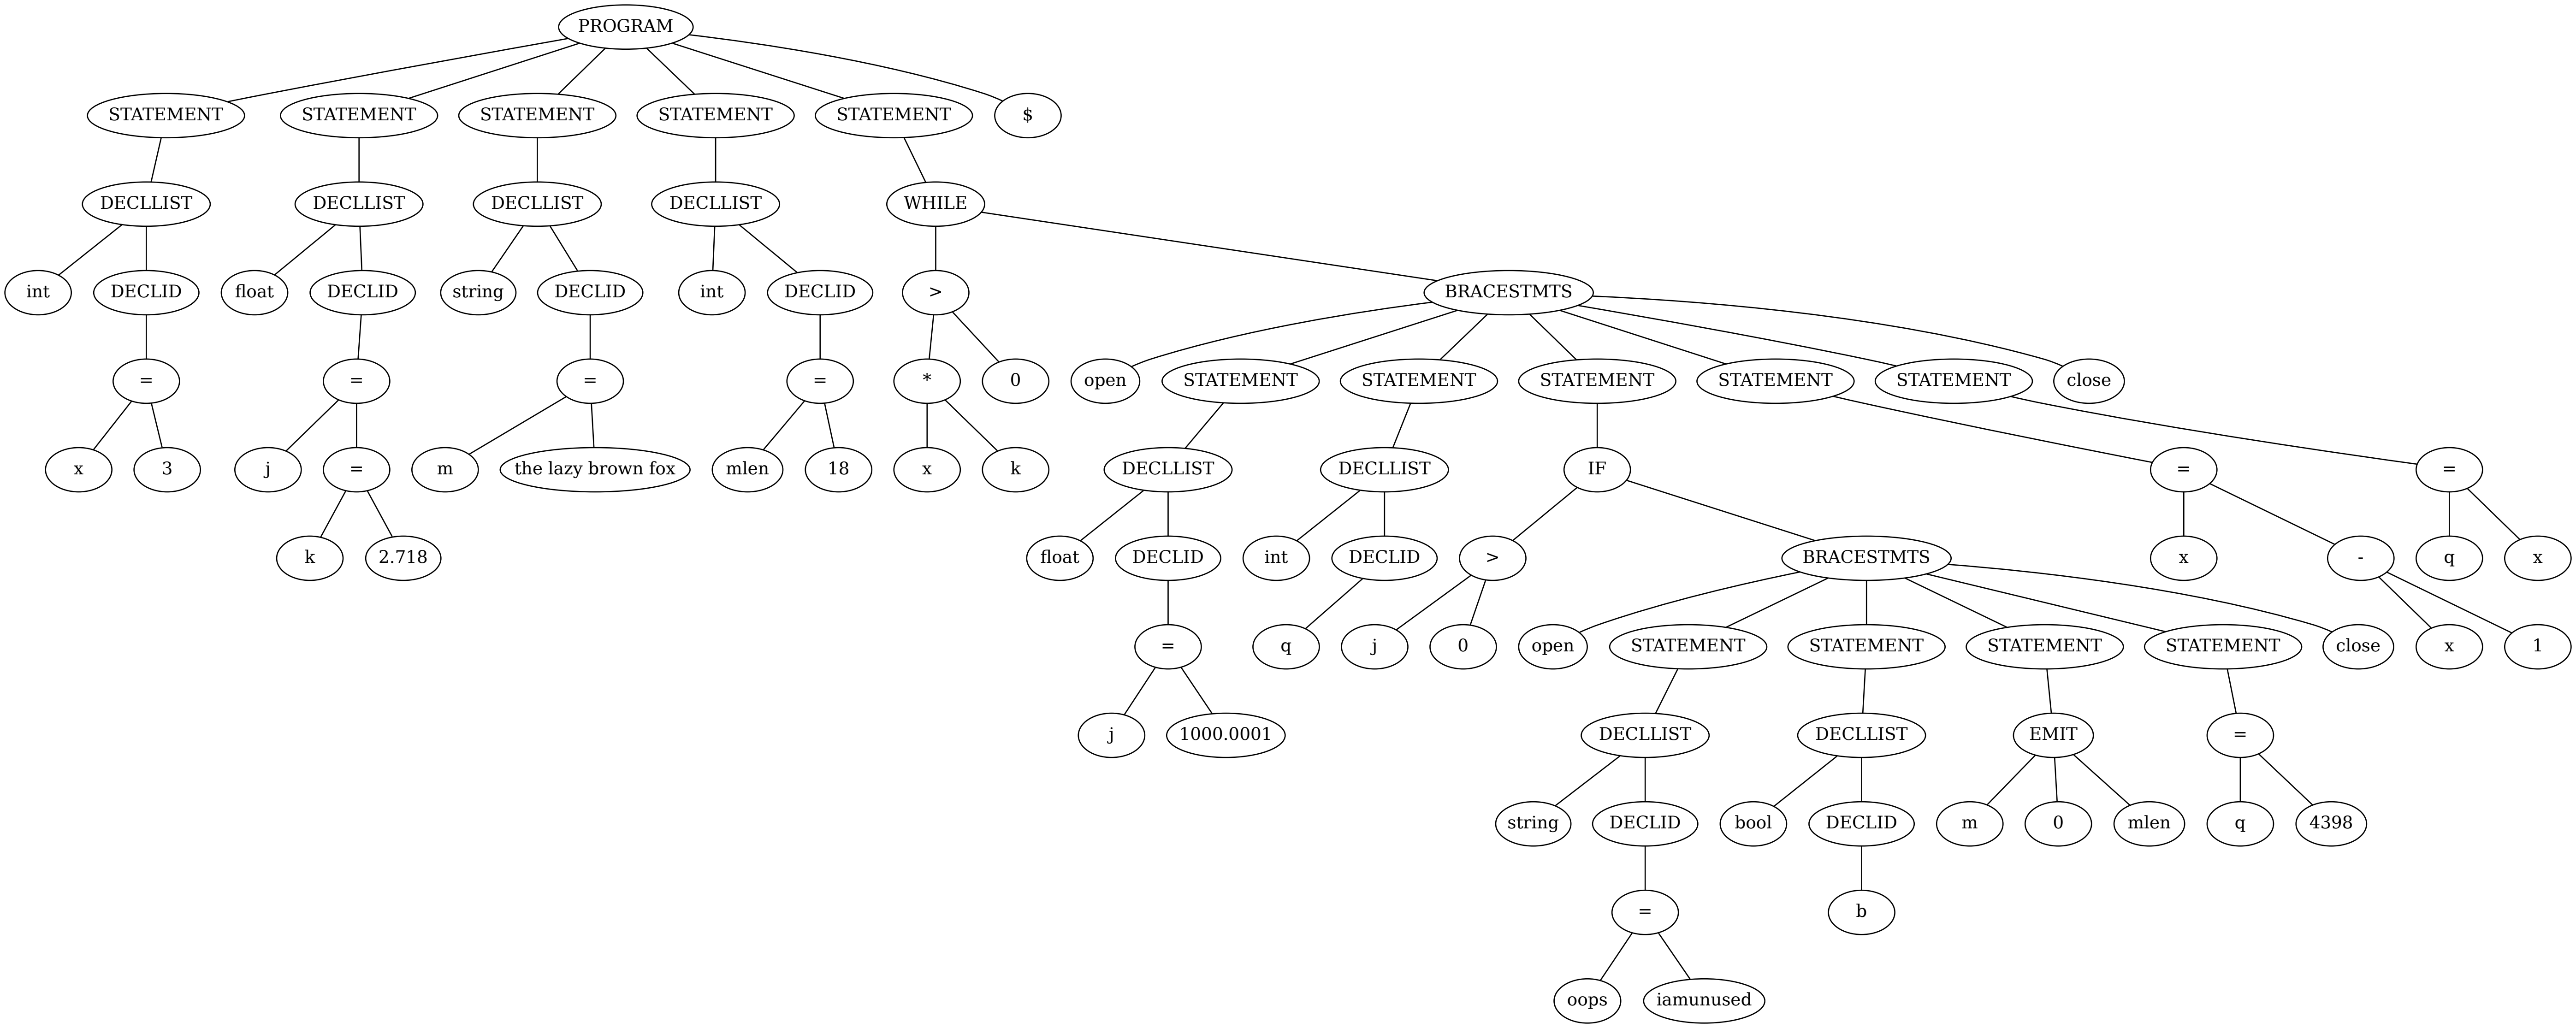 PROGRAM
STATEMENT STATEMENT STATEMENT STATEMENT STATEMENT $
DECLLIST DECLLIST DECLLIST DECLLIST WHILE
int DECLID float DECLID string DECLID int DECLID > BRACESTMTS
= = = = * 0 open STATEMENT STATEMENT STATEMENT STATEMENT STATEMENT close
x 3 j = m the lazy brown fox mlen 18 x k DECLLIST DECLLIST IF = =
k 2.718 float DECLID int DECLID > BRACESTMTS x - q x
= q j 0 open STATEMENT STATEMENT STATEMENT STATEMENT close x 1
j 1000.0001 DECLLIST DECLLIST EMIT =
string DECLID bool DECLID m 0 mlen q 4398
= b
oops iamunused